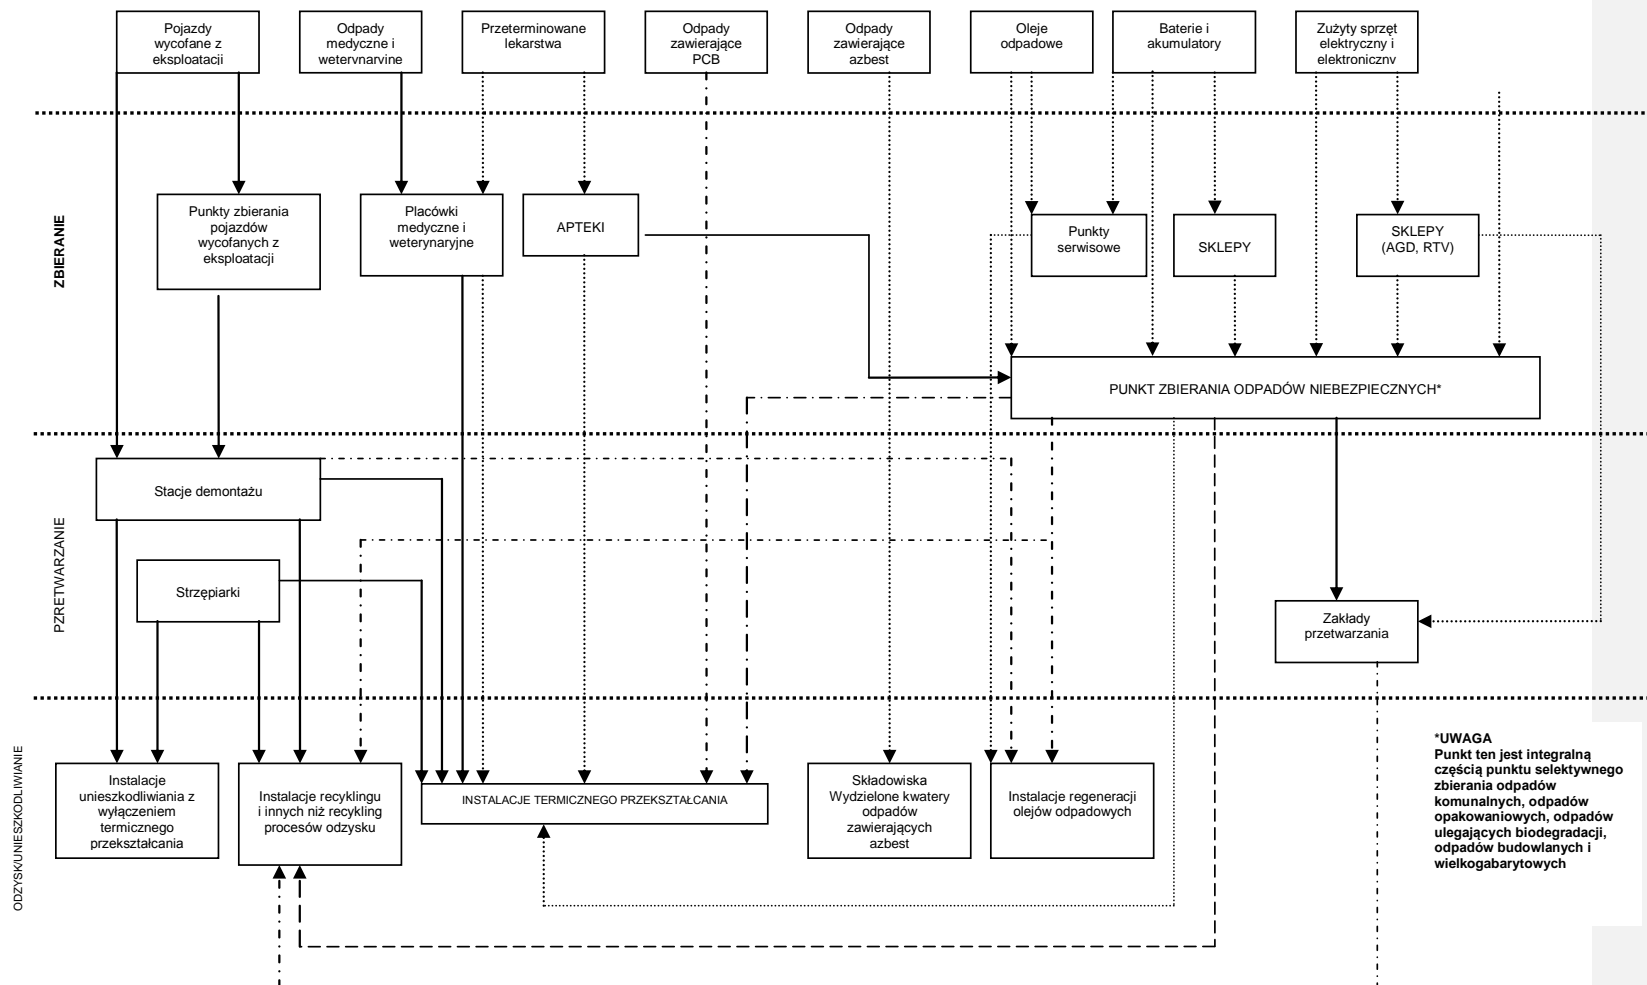 Pojazdy
wycofane z
eksploatacji
Odpady
medyczne i
weterynaryjne
Przeterminowane
lekarstwa
Odpady
zawierające
PCB
Odpady
zawierające
azbest
Oleje
odpadowe
Baterie i
akumulatory
Zużyty sprzęt
elektryczny i
elektroniczny
ZBIERANIE
Punkty zbierania
pojazdów
wycofanych z
eksploatacji
Placówki
medyczne i
weterynaryjne
APTEKI
Punkty
serwisowe
SKLEPY
SKLEPY
(AGD, RTV)
PUNKT ZBIERANIA ODPADÓW NIEBEZPIECZNYCH*
PZRETWARZANIE
Stacje demontażu
Strzępiarki
Zakłady
przetwarzania
ODZYSK/UNIESZKODLIWIANIE
Instalacje
unieszkodliwiania z
wyłączeniem
termicznego
przekształcania
Instalacje recyklingu
i innych niż recykling
procesów odzysku
INSTALACJE TERMICZNEGO PRZEKSZTAŁCANIA
Składowiska
Wydzielone kwatery
odpadów
zawierających
azbest
Instalacje regeneracji
olejów odpadowych
*UWAGA
Punkt ten jest integralną
częścią punktu selektywnego
zbierania odpadów
komunalnych, odpadów
opakowaniowych, odpadów
ulegających biodegradacji,
odpadów budowlanych i
wielkogabarytowych